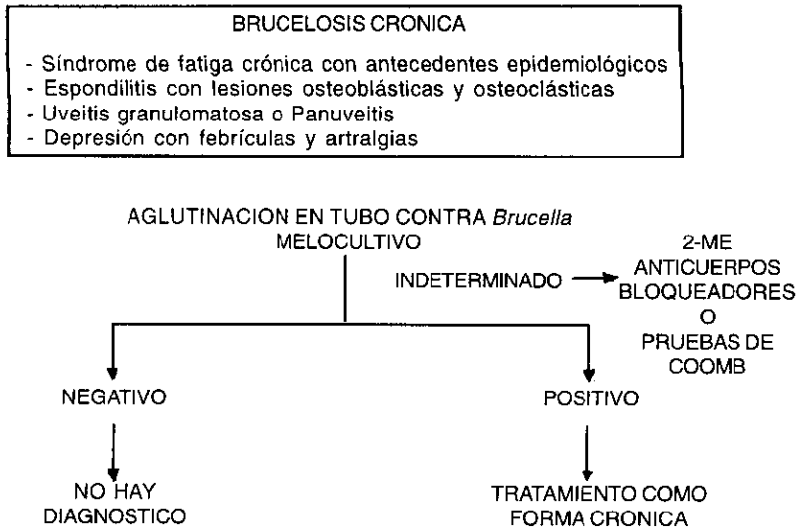 BRUCELOSIS CRONICA
- Síndrome de fatiga crónica con antecedentes epidemiológicos
- Espondilitis con lesiones osteoblásticas y osteoclásticas
- Uveitis granulomatosa o Panuveitis
- Depresión con febrículas y artralgias
AGLUTINACION EN TUBO CONTRA Brucella
MELOCULTIVO
INDETERMINADO
2-ME
ANTICUERPOS
BLOQUEADORES
O
PRUEBAS DE
COOMB
NEGATIVO
POSITIVO
NO HAY
DIAGNOSTICO
TRATAMIENTO COMO
FORMA CRONICA